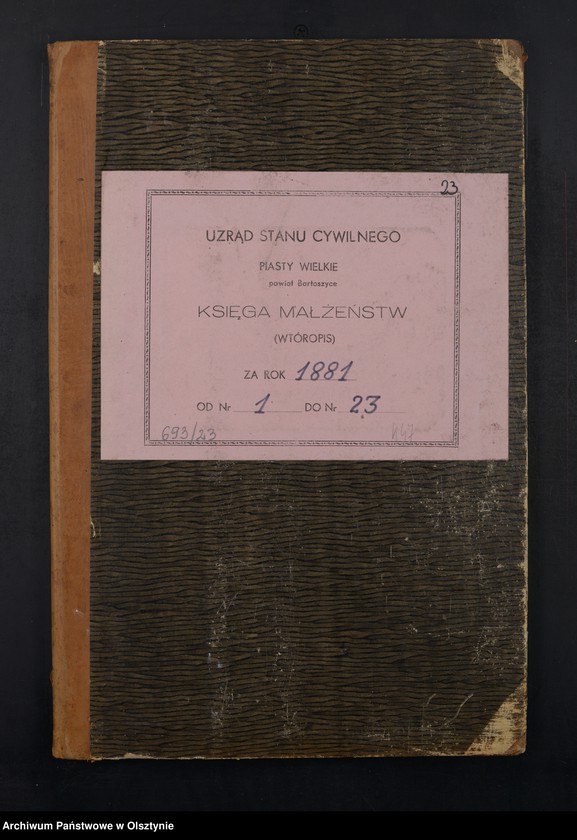 23
UZRĄD STANU CYWILNEGO
PIASTY WIELKIE
powiat Bartoszyce
KSIĘGA MAŁŻEŃSTW
(WTÓROPIS)
ZA ROK 1881
OD Nr 1 DO Nr 23
693/23
Archiwum Państwowe w Olsztynie